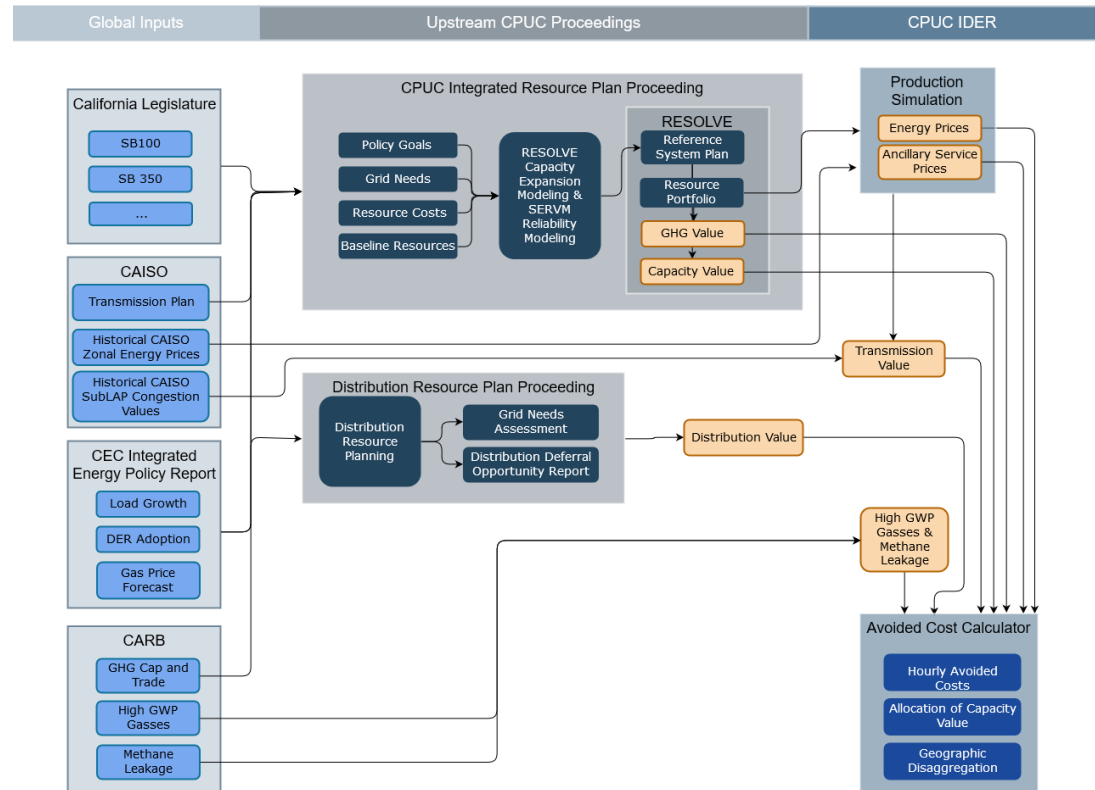 Global Inputs
Upstream CPUC Proceedings
CPUC IDER
California Legislature
SB100
SB 350
...
CAISO
Transmission Plan
Historical CAISO
Zonal Energy Prices
Historical CAISO
SubLAP Congestion
Values
CEC Integrated
Energy Policy Report
Load Growth
DER Adoption
Gas Price
Forecast
CARB
GHG Cap and
Trade
High GWP
Gasses
Methane
Leakage
CPUC Integrated Resource Plan Proceeding
Policy Goals
Grid Needs
Resource Costs
Baseline Resources
RESOLVE
Capacity
Expansion
Modeling &
SERVM
Reliability
Modeling
RESOLVE
Reference
System Plan
Resource
Portfolio
GHG Value
Capacity Value
Distribution Resource Plan Proceeding
Distribution
Resource
Planning
Grid Needs
Assessment
Distribution Deferral
Opportunity Report
Distribution Value
Production
Simulation
Energy Prices
Ancillary Service
Prices
Transmission
Value
High GWP
Gasses &
Methane
Leakage
Avoided Cost Calculator
Hourly Avoided
Costs
Allocation of Capacity
Value
Geographic
Disaggregation